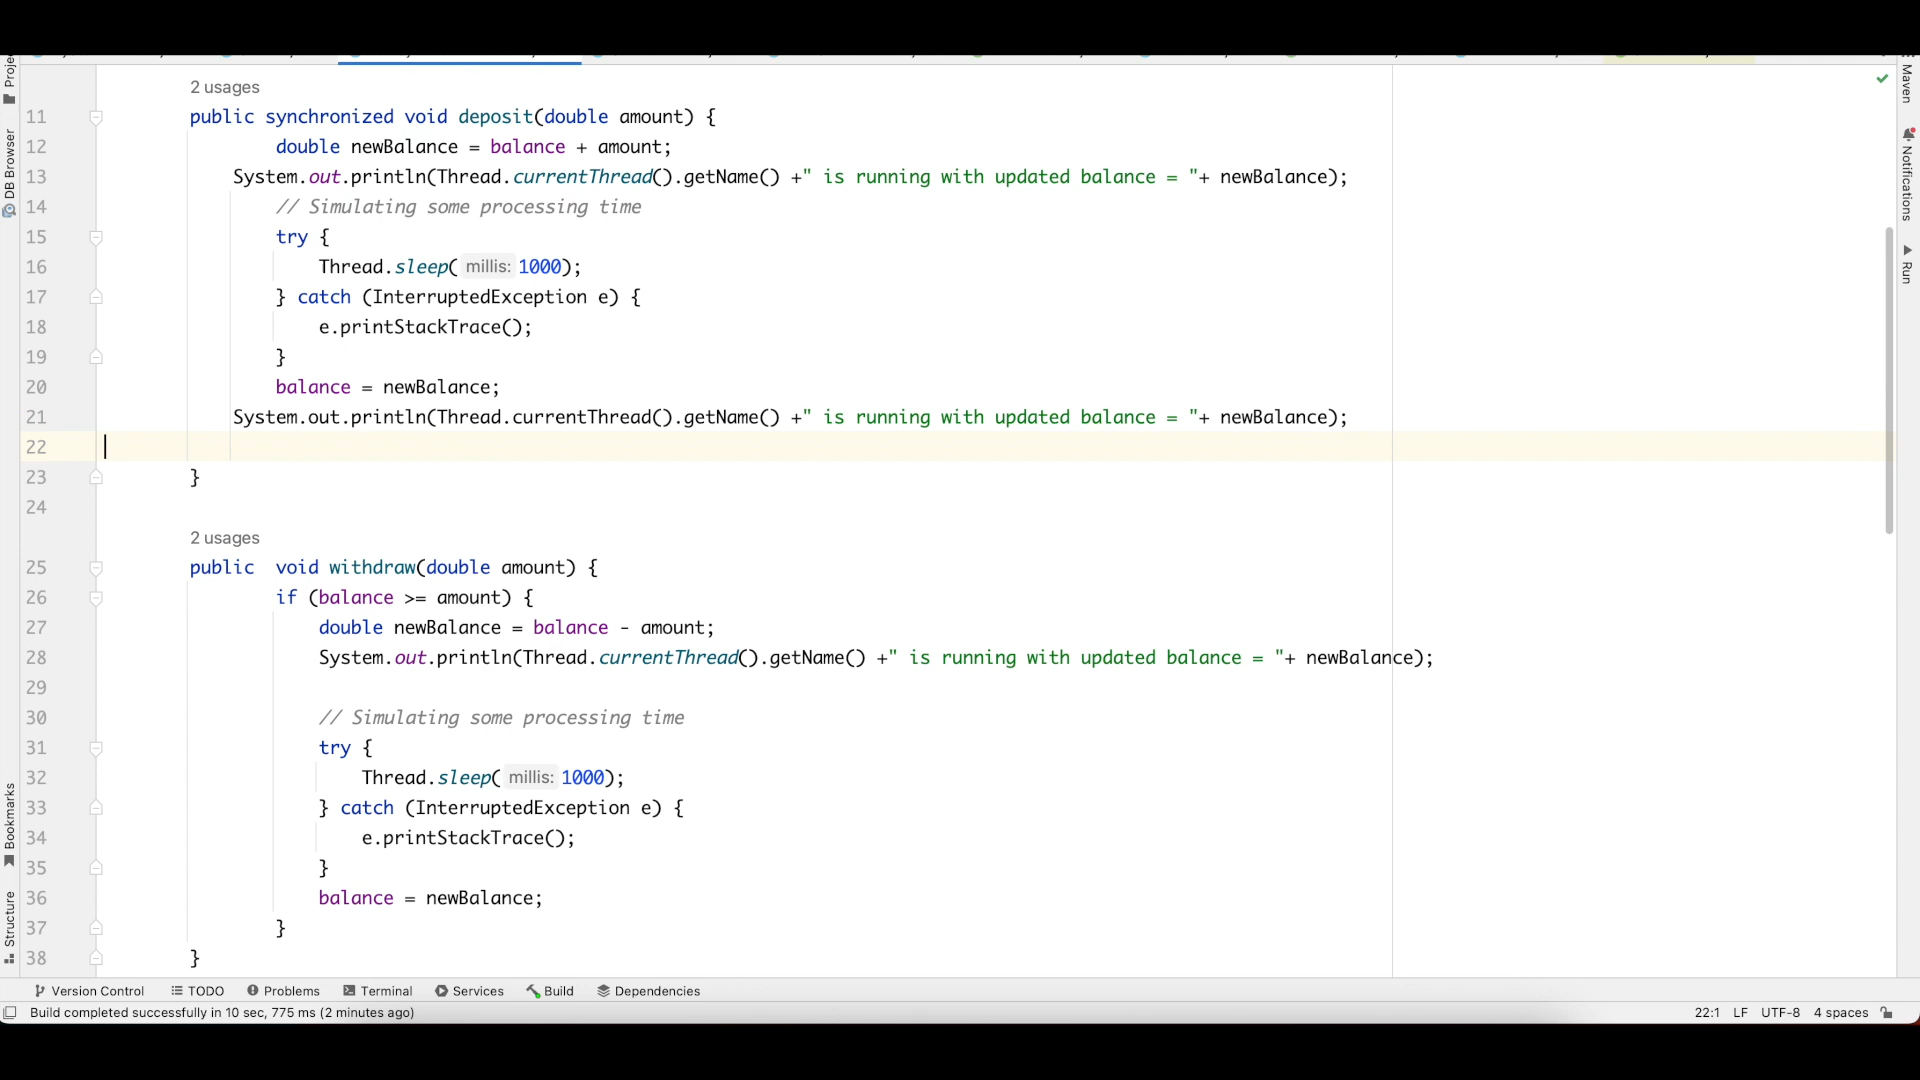 2 usages
11 public synchronized void deposit(double amount) {
12 double newBalance = balance + amount;
13 System.out.println(Thread.currentThread().getName() +" is running with updated balance = "+ newBalance);
14 // Simulating some processing time
15 try {
16 Thread.sleep( millis: 1000);
17 } catch (InterruptedException e) {
18 e.printStackTrace();
19 }
20 balance = newBalance;
21 System.out.println(Thread.currentThread().getName() +" is running with updated balance = "+ newBalance);
22
23 }
24
2 usages
25 public  void withdraw(double amount) {
26 if (balance >= amount) {
27 double newBalance = balance - amount;
28 System.out.println(Thread.currentThread().getName() +" is running with updated balance = "+ newBalance);
29
30 // Simulating some processing time
31 try {
32 Thread.sleep( millis: 1000);
33 } catch (InterruptedException e) {
34 e.printStackTrace();
35 }
36 balance = newBalance;
37 }
38 }
DB Browser
Bookmarks
Structure
Maven
Notifications
Run
Version Control TODO Problems Terminal Services Build Dependencies
Build completed successfully in 10 sec, 775 ms (2 minutes ago) 22:1 LF UTF-8 4 spaces